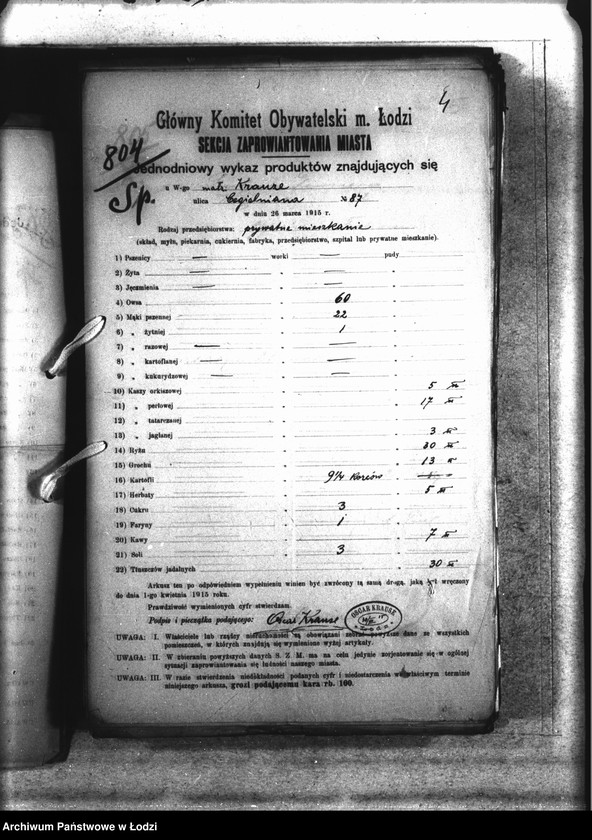 4
Główny Komitet Obywatelski m. Łodzi
SEKCJA ZAPROWIANTOWANIA MIASTA
804
Jednodniowy wykaz produktów znajdujących się
Sp.
u W-go Krauze
ulica Cegielniana № 87
w dniu 26 marca 1915 r.
Rodzaj przedsiębiorstwa: prywatne mieszkanie
(skład, młyn, piekarnia, cukiernia, fabryka, przedsiębiorstwo, szpital lub prywatne mieszkanie).
1) Pszenicy — worki — pudy
2) Żyta — " — "
3) Jęczmienia — " — "
4) Owsa " 60 "
5) Mąki pszennej " 22 "
6) " żytniej " 1 "
7) " razowej — " — "
8) " kartoflanej — " — "
9) " kukurydzowej — " — "
10) Kaszy orkiszowej " " 5
11) " perłowej " " 17
12) " tatarczanej " "
13) " jaglanej " " 3
14) Ryżu " " 30
15) Grochu " " 13
16) Kartofli " 9¼ Korców "
17) Herbaty " " 5
18) Cukru " 3 "
19) Faryny " 1 "
20) Kawy " " 7
21) Soli " 3 "
22) Tłuszczów jadalnych " " 30
Arkusz ten po odpowiedniem wypełnieniu winien być zwrócony tą samą drogą, jaką był wręczony
do dnia 1-go kwietnia 1915 roku.
Prawdziwość wymienionych cyfr stwierdzam.
Podpis i pieczątka podającego: Oscar Krause
OSCAR KRAUSE
Lodz
UWAGA: I. Właściciele lub rządcy nieruchomości są obowiązani zebrać powyższe dane ze wszystkich
pomieszczeń, w których znajdują się wymienione wyżej artykuły.
UWAGA: II. W zbieraniu powyższych danych S. Z. M. ma na celu jedynie zorjentowanie się w ogólnej
sytuacji zaprowiantowania się ludności naszego miasta.
UWAGA: III. W razie stwierdzenia niedokładności podanych cyfr i niedostarczenia we właściwym terminie
niniejszego arkusza, grozi podającemu kara rb. 100.
Archiwum Państwowe w Łodzi